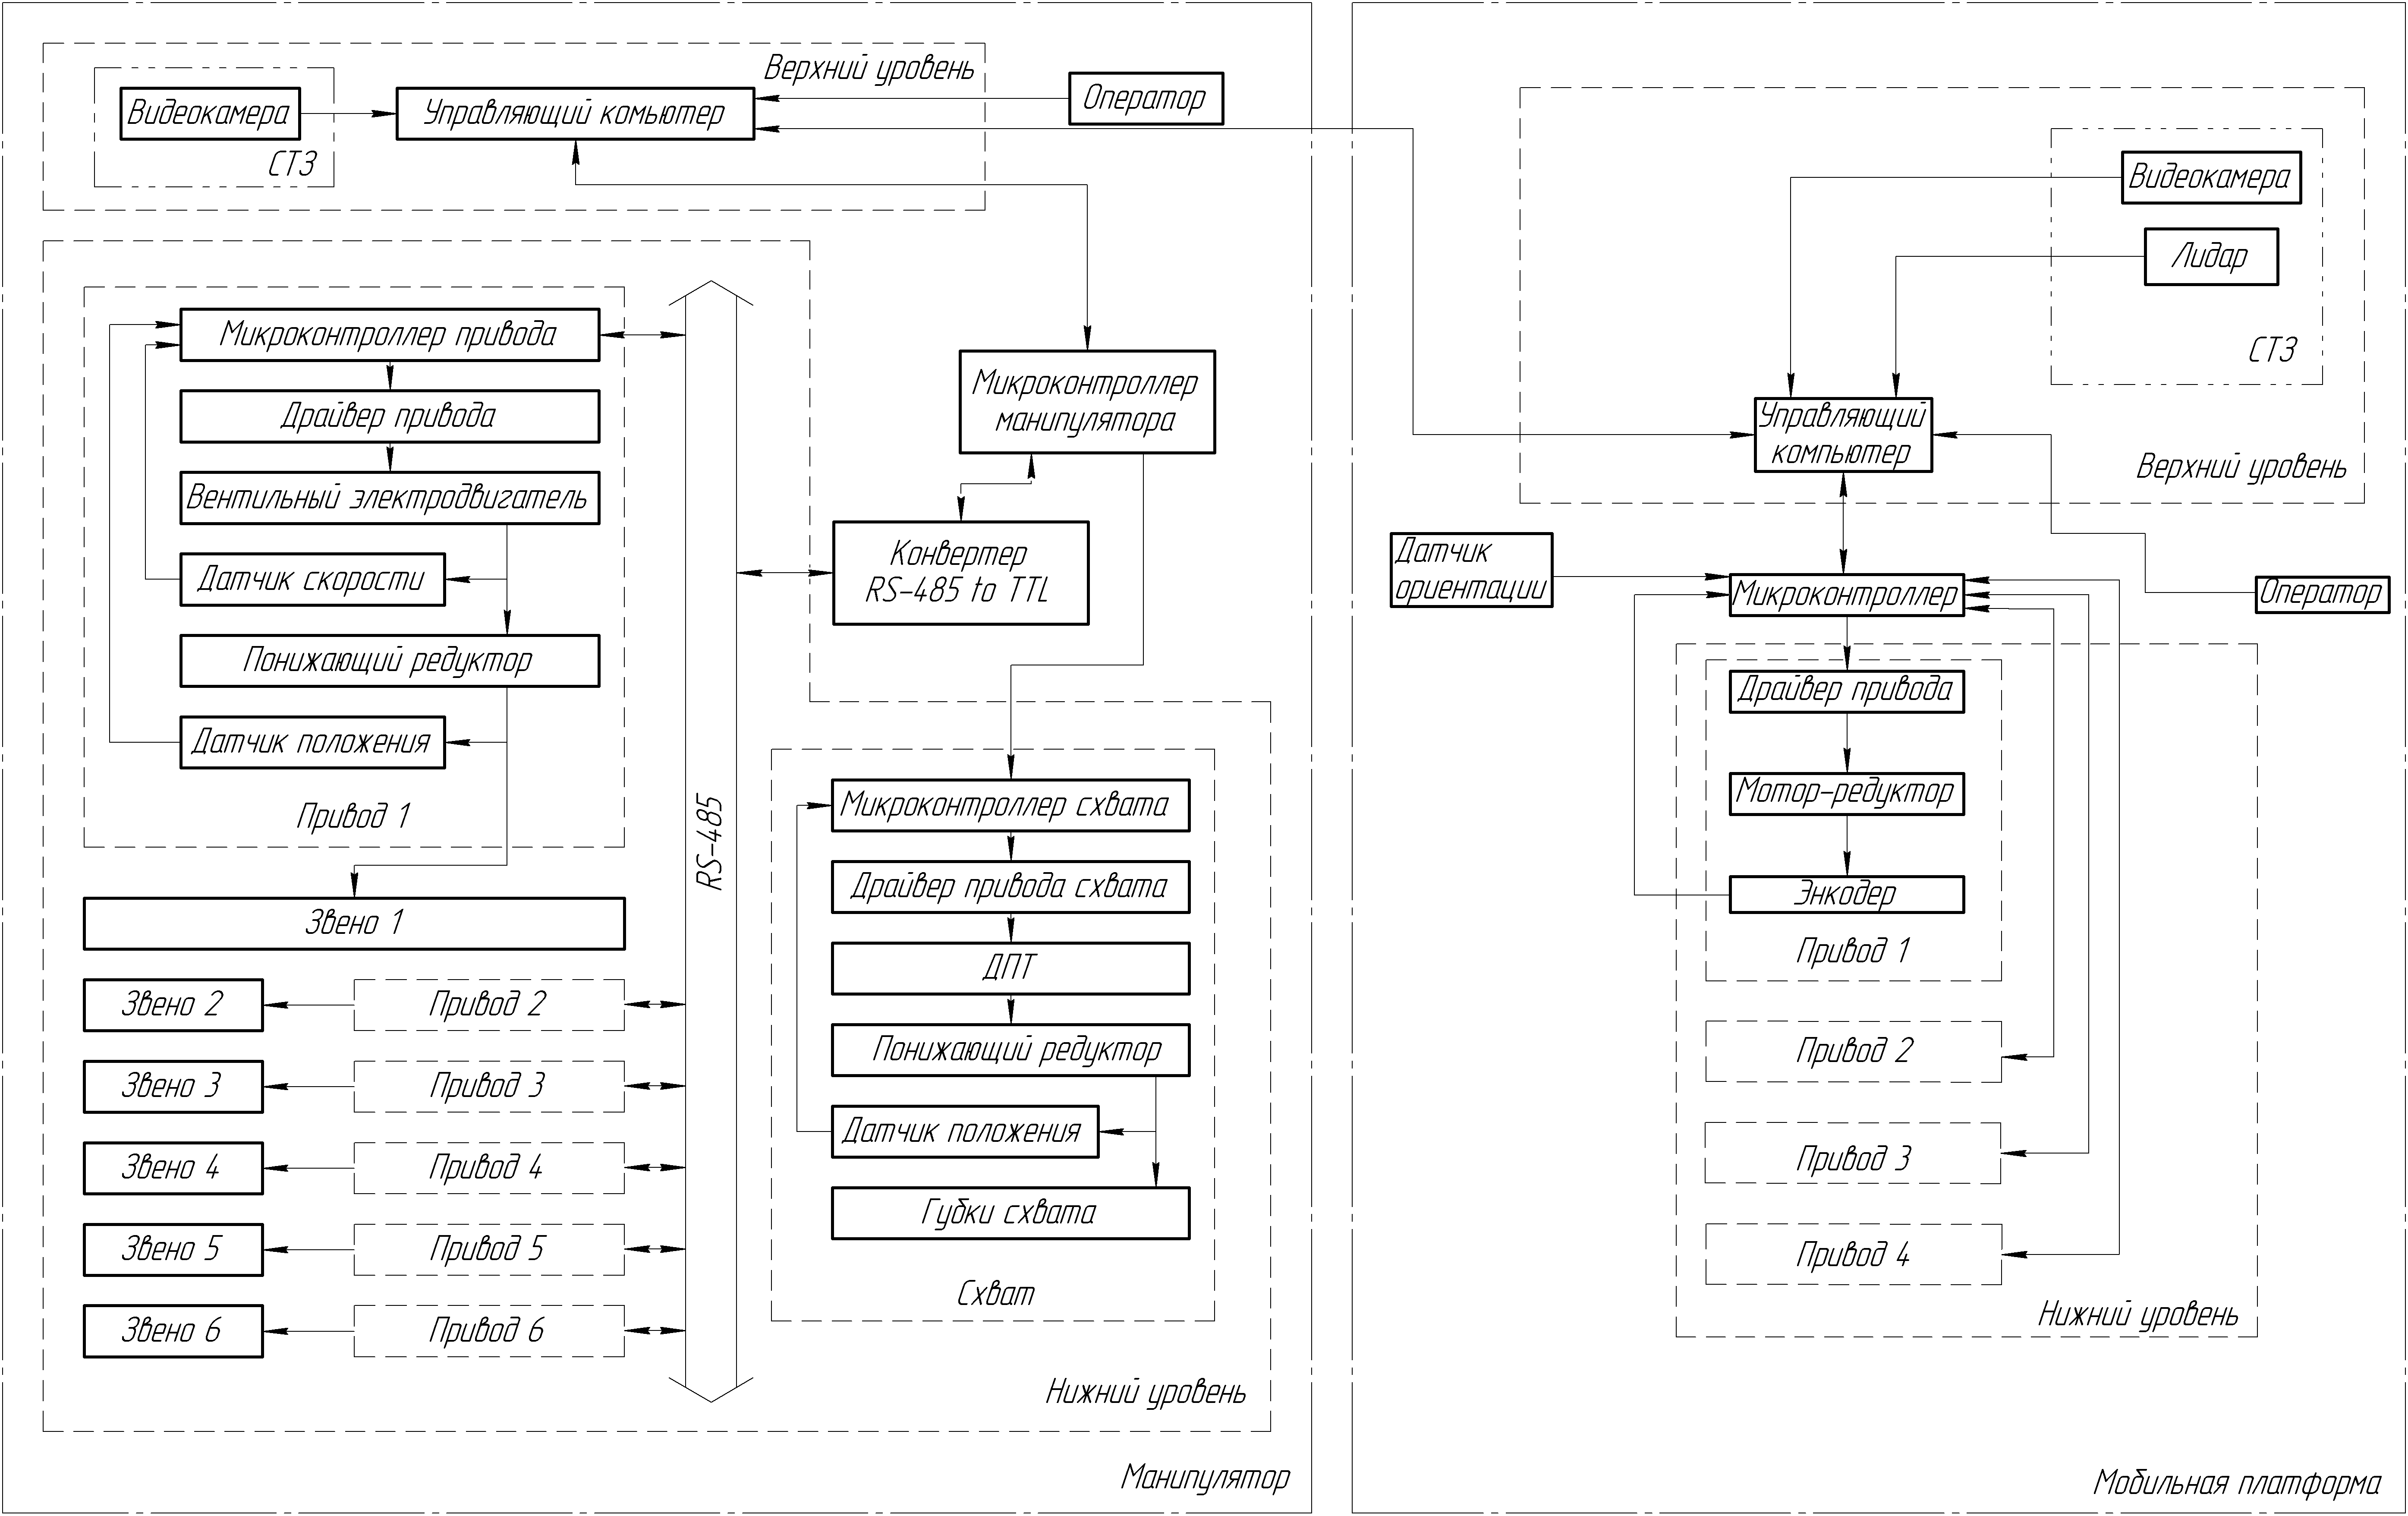 Верхний уровень
Видеокамера
СТЗ
Управляющий комьютер
Оператор
Микроконтроллер привода
Драйвер привода
Вентильный электродвигатель
Датчик скорости
Понижающий редуктор
Датчик положения
Привод 1
Звено 1
Звено 2
Привод 2
Звено 3
Привод 3
Звено 4
Привод 4
Звено 5
Привод 5
Звено 6
Привод 6
RS-485
Микроконтроллер
манипулятора
Конвертер
RS-485 to TTL
Микроконтроллер схвата
Драйвер привода схвата
ДПТ
Понижающий редуктор
Датчик положения
Губки схвата
Схват
Нижний уровень
Манипулятор
Видеокамера
Лидар
СТЗ
Управляющий
компьютер
Верхний уровень
Датчик
ориентации
Микроконтроллер
Оператор
Драйвер привода
Мотор-редуктор
Энкодер
Привод 1
Привод 2
Привод 3
Привод 4
Нижний уровень
Мобильная платформа